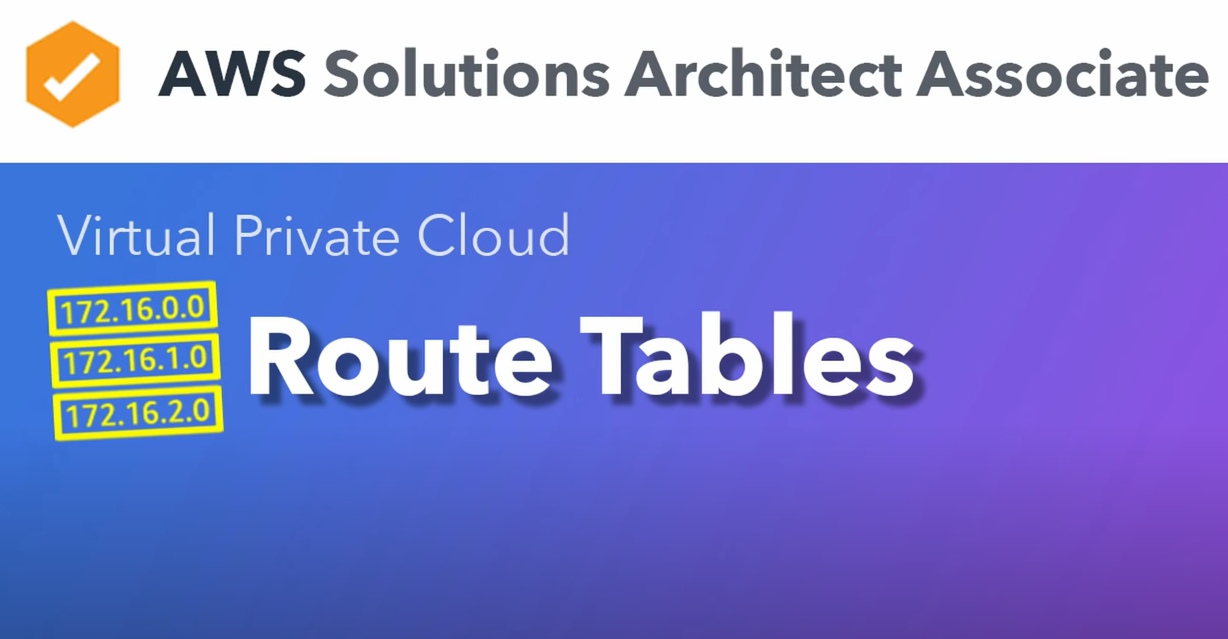 AWS Solutions Architect Associate
Virtual Private Cloud
172.16.0.0
172.16.1.0
172.16.2.0
Route Tables